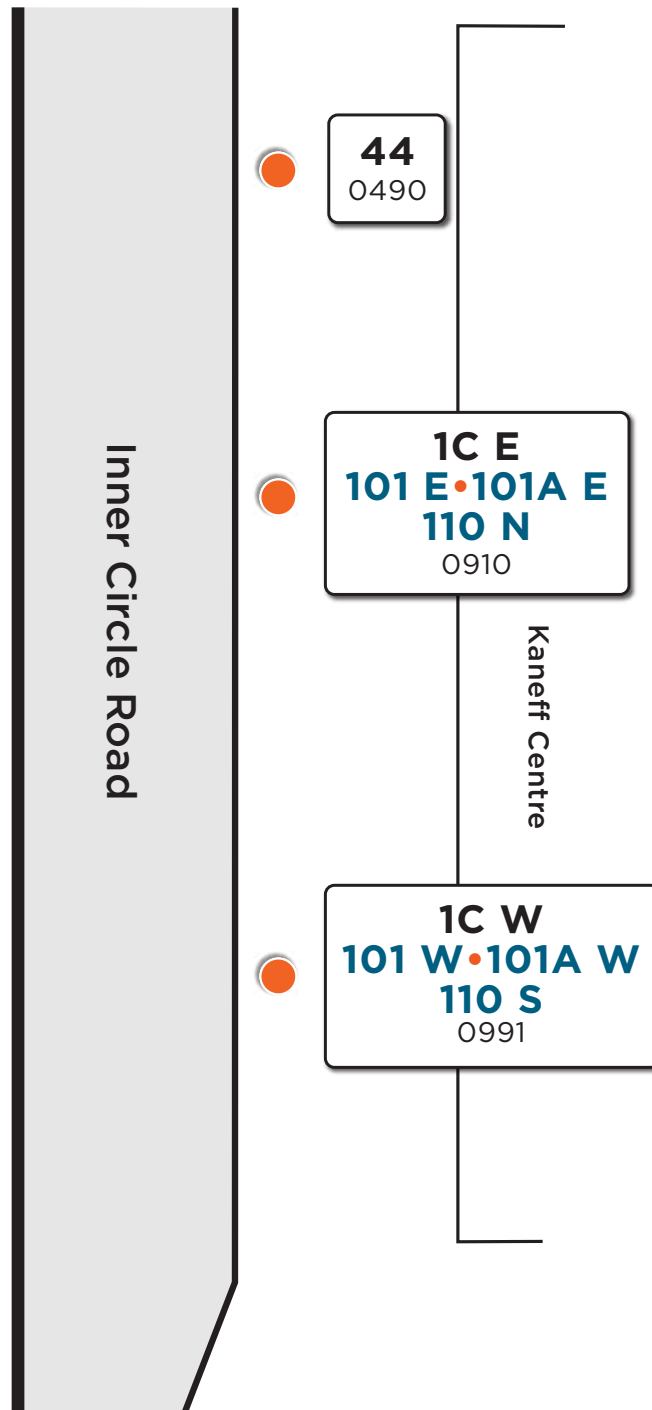 44
0490
Inner Circle Road
1C E
101 E•101A E
110 N
0910
Kaneff Centre
1C W
101 W•101A W
110 S
0991